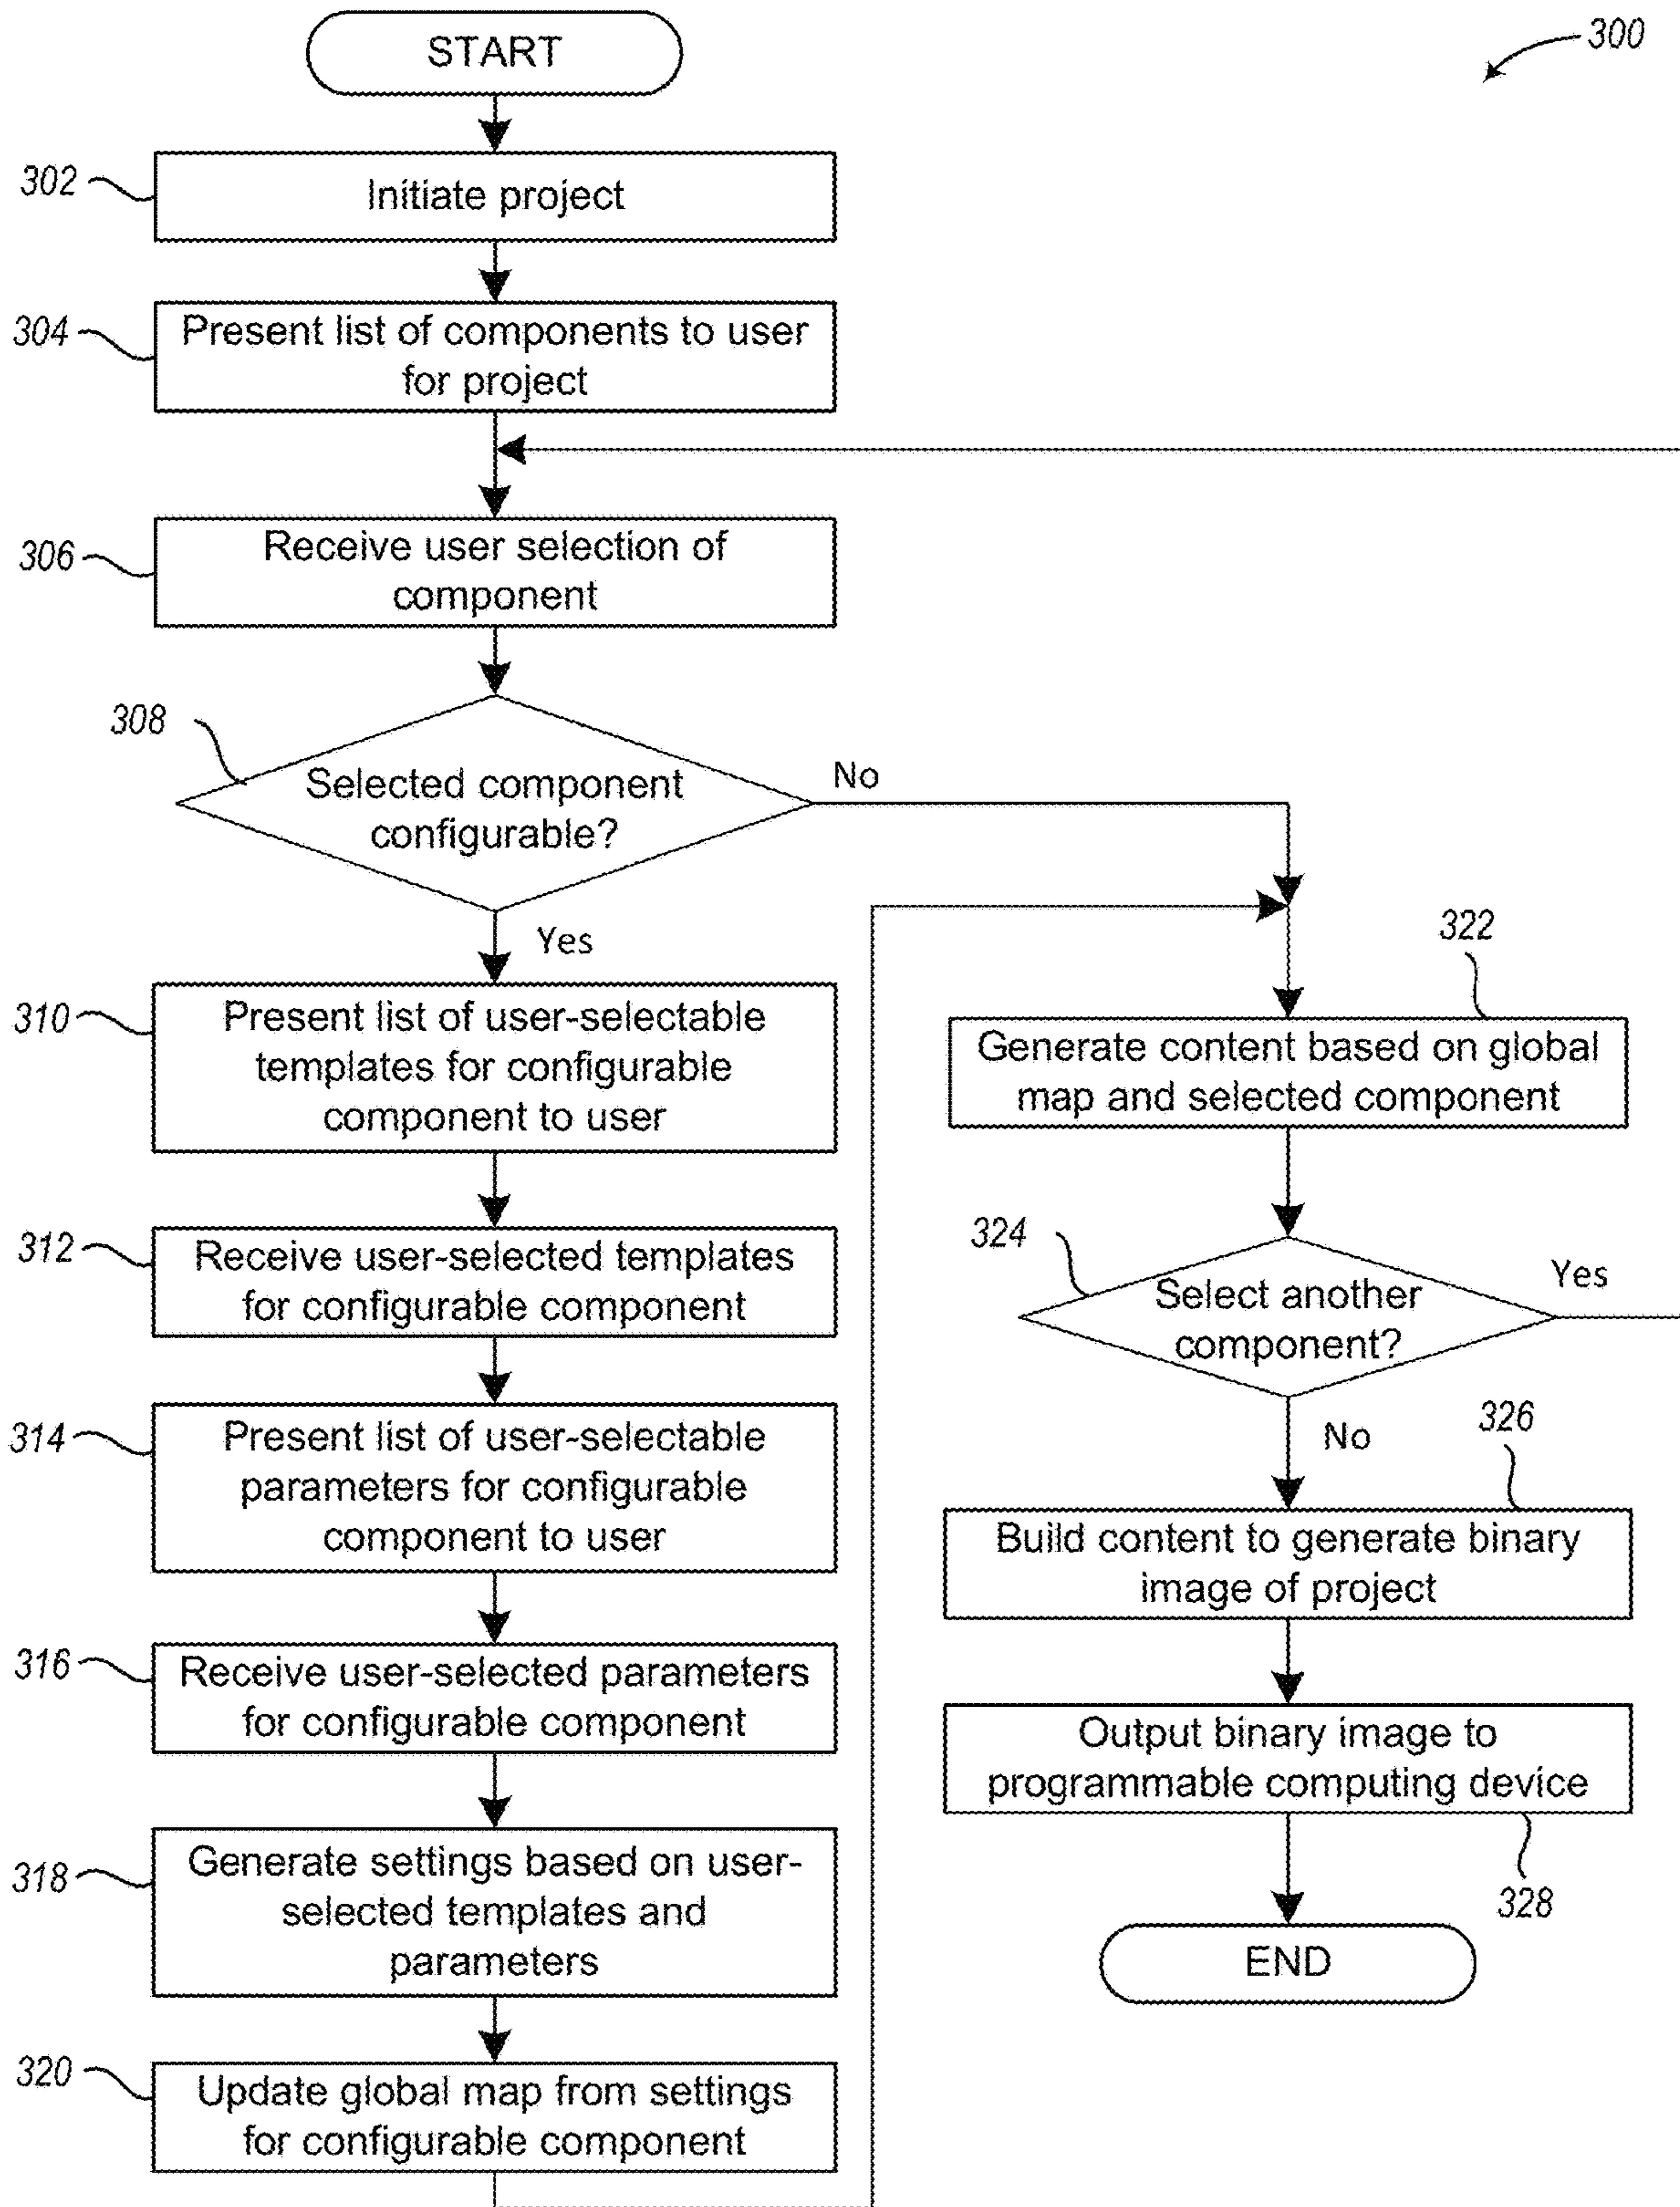 START
300
302
Initiate project
304
Present list of components to user
for project
306
Receive user selection of
component
308
Selected component
configurable?
No
Yes
310
Present list of user-selectable
templates for configurable
component to user
312
Receive user-selected templates
for configurable component
314
Present list of user-selectable
parameters for configurable
component to user
316
Receive user-selected parameters
for configurable component
318
Generate settings based on user-
selected templates and
parameters
320
Update global map from settings
for configurable component
322
Generate content based on global
map and selected component
324
Select another
component?
Yes
No
326
Build content to generate binary
image of project
Output binary image to
programmable computing device
328
END